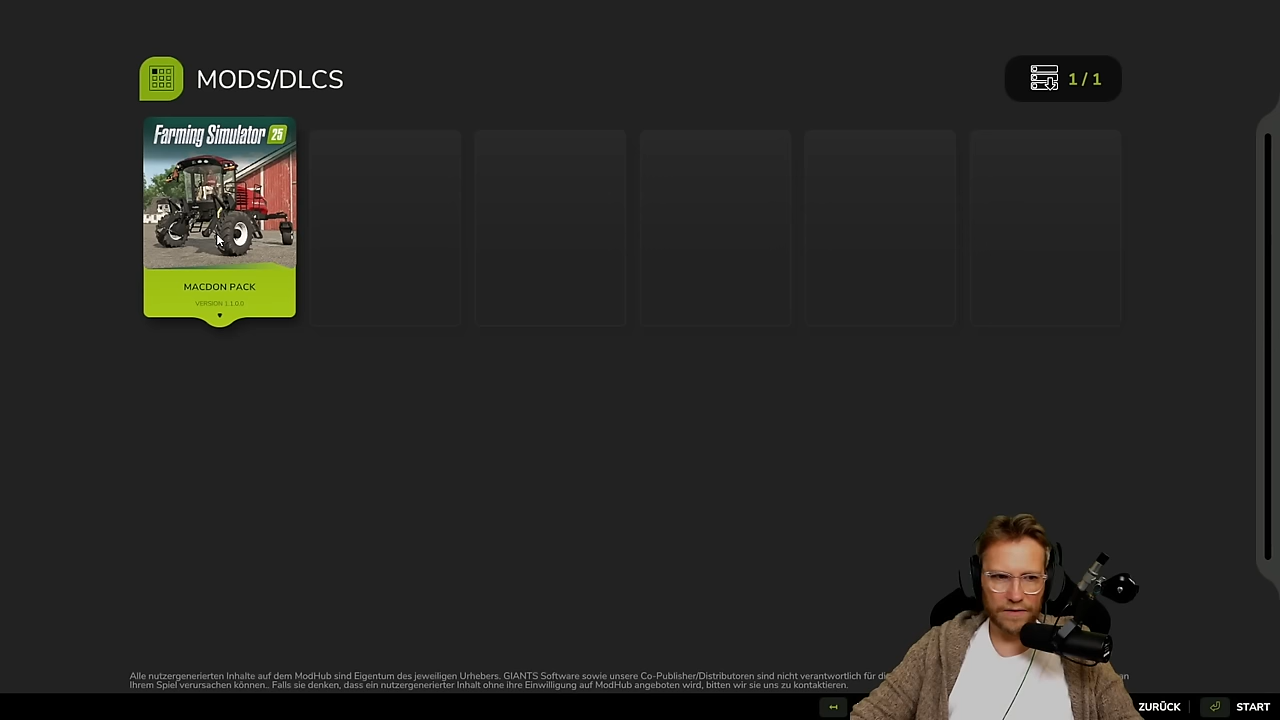 MODS/DLCS
1 / 1
Farming Simulator 25
MACDON PACK
VERSION 1.1.0.0
Alle nutzergenerierten Inhalte auf dem ModHub sind Eigentum des jeweiligen Urhebers. GIANTS Software sowie unsere Co-Publisher/Distributoren sind nicht verantwortlich für
Ihrem Spiel verursachen können.. Falls sie denken, dass ein nutzergenerierter Inhalt ohne ihre Einwilligung auf ModHub angeboten wird, bitten wir sie uns zu kontaktieren.
ZURÜCK
START